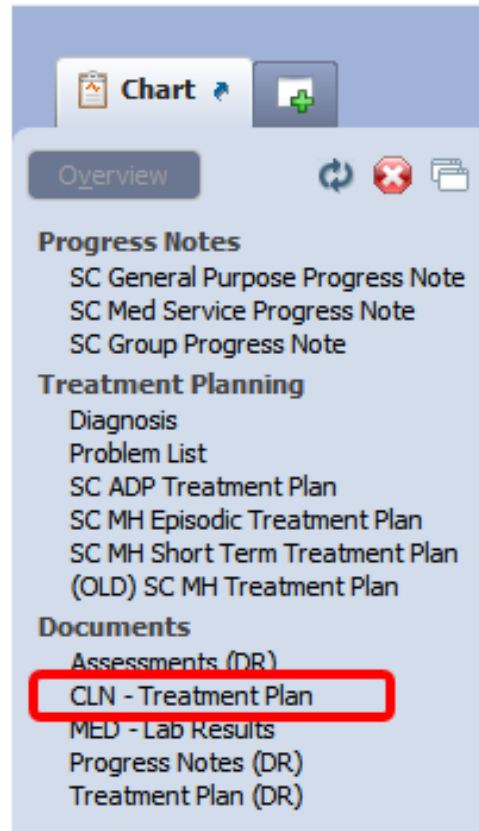 Chart
Overview
Progress Notes
SC General Purpose Progress Note
SC Med Service Progress Note
SC Group Progress Note
Treatment Planning
Diagnosis
Problem List
SC ADP Treatment Plan
SC MH Episodic Treatment Plan
SC MH Short Term Treatment Plan
(OLD) SC MH Treatment Plan
Documents
Assessments (DR)
CLN - Treatment Plan
MED - Lab Results
Progress Notes (DR)
Treatment Plan (DR)